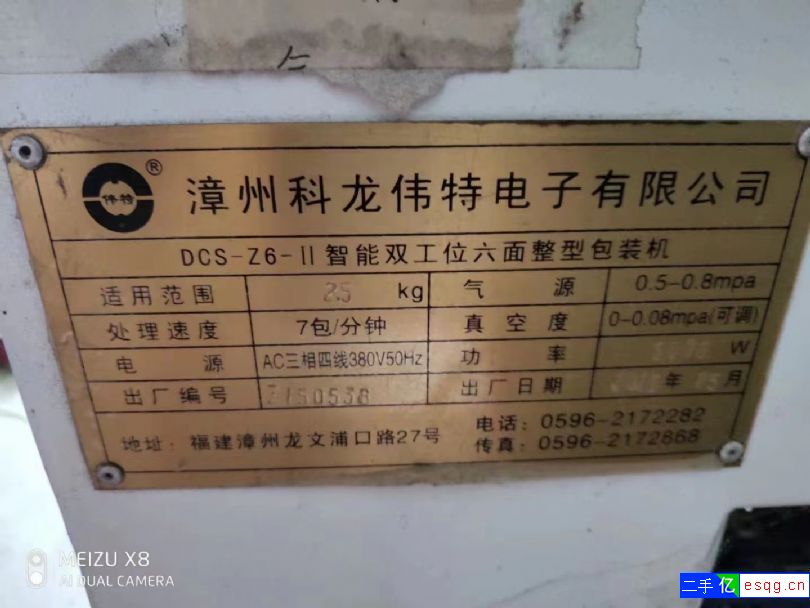 伟特 ®
漳州科龙伟特电子有限公司
DCS-Z6-II智能双工位六面整型包装机
适用范围 25 kg 气源 0.5-0.8mpa
处理速度 7包/分钟 真空度 0-0.08mpa(可调)
电源 AC三相四线380V50Hz 功率 W
出厂编号 出厂日期 年 月
地址: 福建漳州龙文浦口路27号
电话: 0596-2172282
传真: 0596-2172868
MEIZU X8
AI DUAL CAMERA
二手亿 esqg.cn